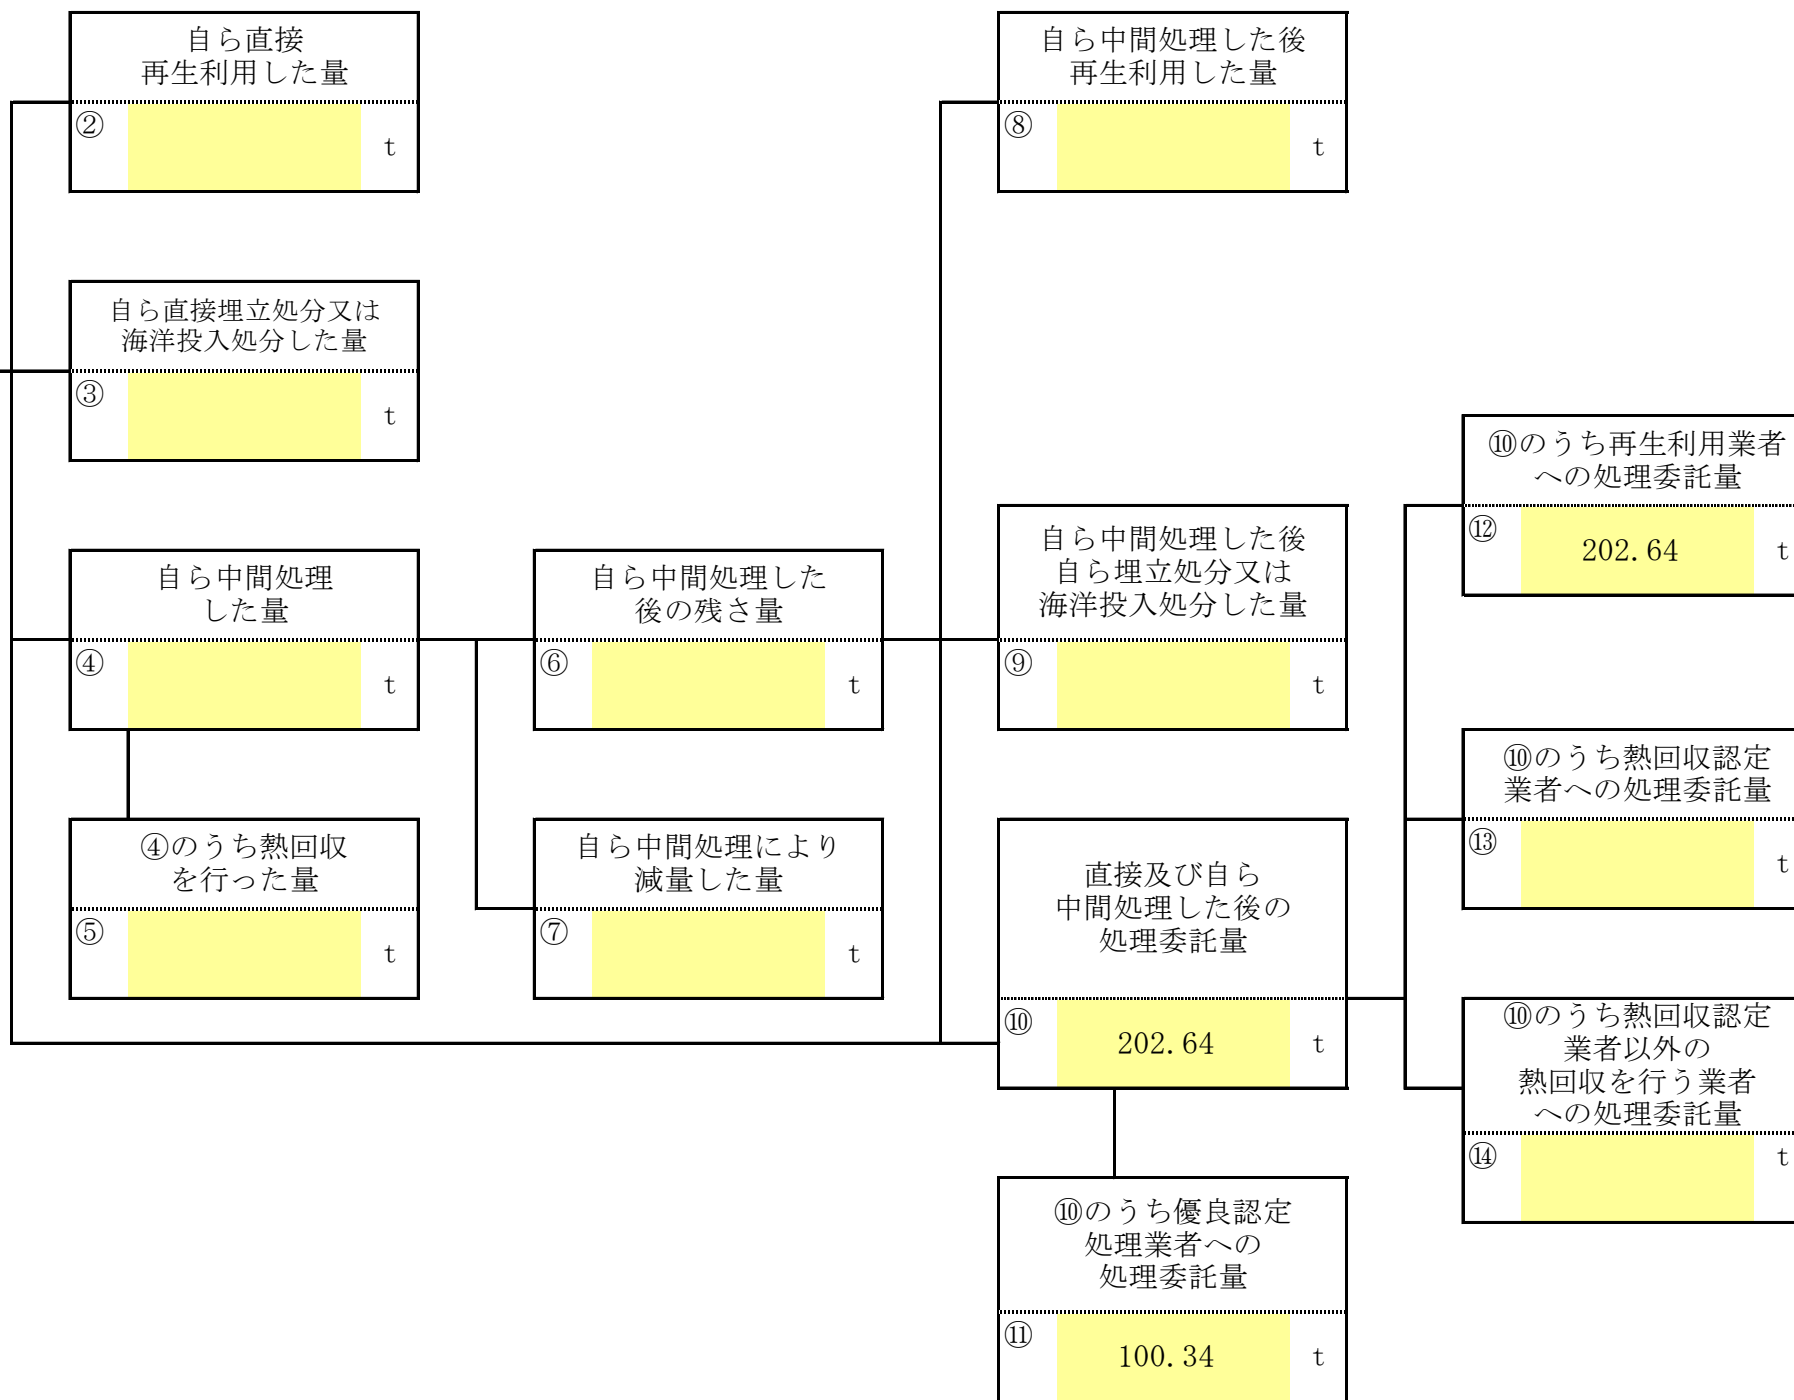 自ら直接
再生利用した量
② t
自ら中間処理した後
再生利用した量
⑧ t
自ら直接埋立処分又は
海洋投入処分した量
③ t
⑩のうち再生利用業者
への処理委託量
⑫ 202.64 t
自ら中間処理
した量
④ t
自ら中間処理した
後の残さ量
⑥ t
自ら中間処理した後
自ら埋立処分又は
海洋投入処分した量
⑨ t
⑩のうち熱回収認定
業者への処理委託量
⑬ t
④のうち熱回収
を行った量
⑤ t
自ら中間処理により
減量した量
⑦ t
直接及び自ら
中間処理した後の
処理委託量
⑩ 202.64 t
⑩のうち熱回収認定
業者以外の
熱回収を行う業者
への処理委託量
⑭ t
⑩のうち優良認定
処理業者への
処理委託量
⑪ 100.34 t